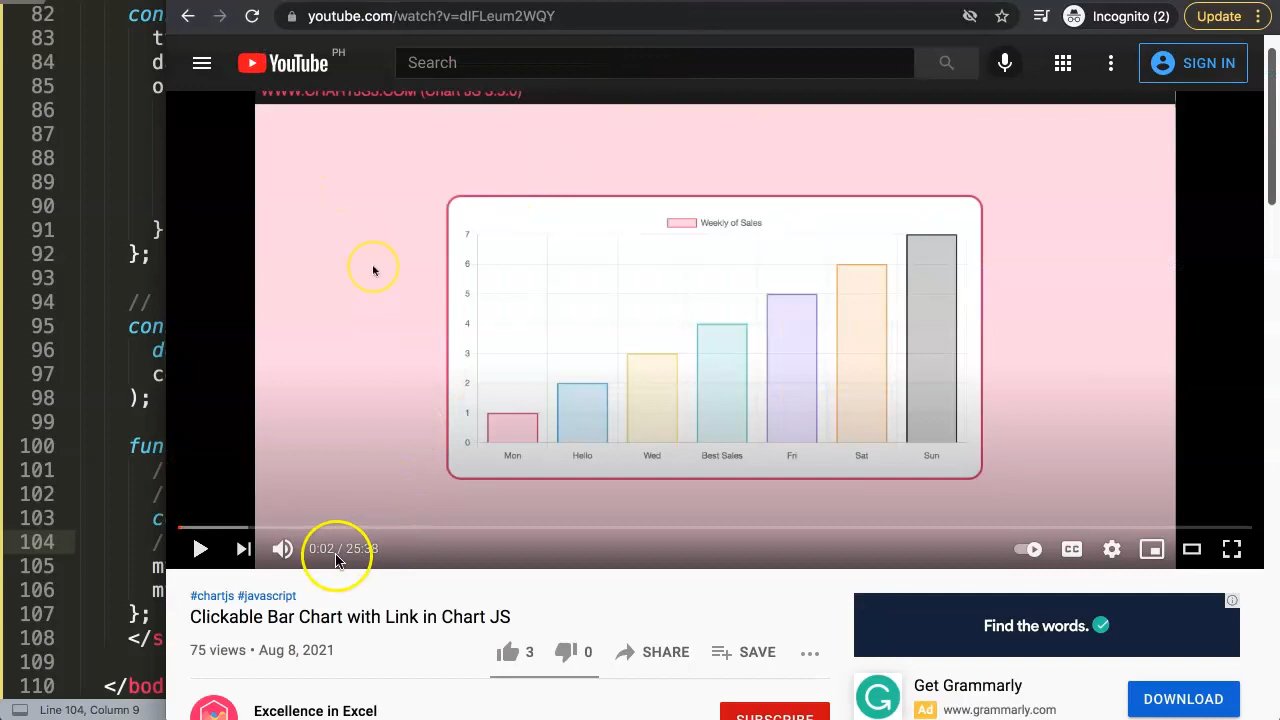 82 con
youtube.com/watch?v=dIFLeum2WQY
Incognito (2)
Update
83 t
84 d
85 o
86
87
88
89
90
91 }
92 };
93
94 //
95 con
96 do
97 c
98 );
99
100 fun
101 /
102 /
103 co
104 /
105 m
106 m
107 };
108 </s
109
110 </bod
Line 104, Column 9
YouTube PH
Search
SIGN IN
WWW.CHARTJS3.COM (Chart JS 3.5.0)
Weekly of Sales
7
6
5
4
3
2
1
0
Mon Hello Wed Best Sales Fri Sat Sun
0:02 / 25:38
CC
#chartjs #javascript
Clickable Bar Chart with Link in Chart JS
75 views • Aug 8, 2021
3 0 SHARE SAVE
Excellence in Excel
SUBSCRIBE
Find the words.
Get Grammarly
Ad www.grammarly.com
DOWNLOAD